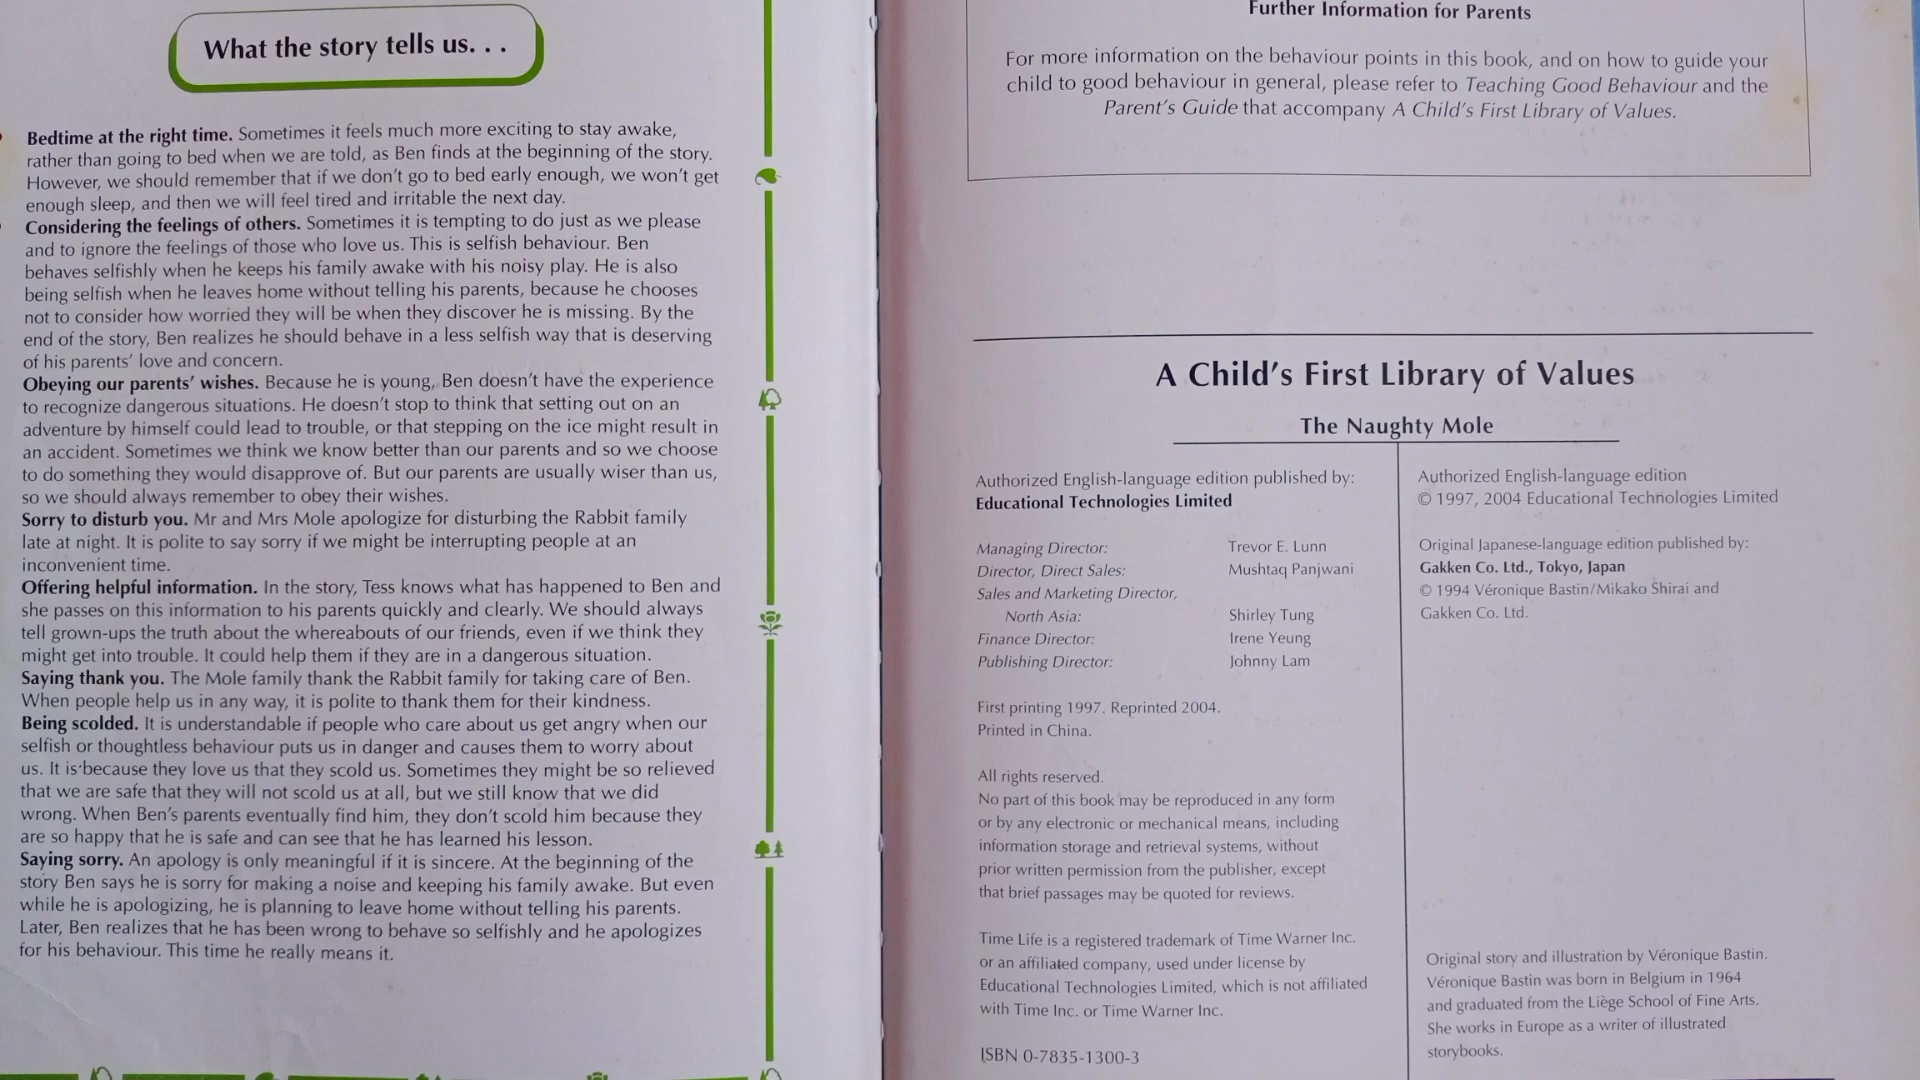 What the story tells us. . .
Bedtime at the right time. Sometimes it feels much more exciting to stay awake,
rather than going to bed when we are told, as Ben finds at the beginning of the story.
However, we should remember that if we don't go to bed early enough, we won't get
enough sleep, and then we will feel tired and irritable the next day.
Considering the feelings of others. Sometimes it is tempting to do just as we please
and to ignore the feelings of those who love us. This is selfish behaviour. Ben
behaves selfishly when he keeps his family awake with his noisy play. He is also
being selfish when he leaves home without telling his parents, because he chooses
not to consider how worried they will be when they discover he is missing. By the
end of the story, Ben realizes he should behave in a less selfish way that is deserving
of his parents' love and concern.
Obeying our parents' wishes. Because he is young, Ben doesn't have the experience
to recognize dangerous situations. He doesn't stop to think that setting out on an
adventure by himself could lead to trouble, or that stepping on the ice might result in
an accident. Sometimes we think we know better than our parents and so we choose
to do something they would disapprove of. But our parents are usually wiser than us,
so we should always remember to obey their wishes.
Sorry to disturb you. Mr and Mrs Mole apologize for disturbing the Rabbit family
late at night. It is polite to say sorry if we might be interrupting people at an
inconvenient time.
Offering helpful information. In the story, Tess knows what has happened to Ben and
she passes on this information to his parents quickly and clearly. We should always
tell grown-ups the truth about the whereabouts of our friends, even if we think they
might get into trouble. It could help them if they are in a dangerous situation.
Saying thank you. The Mole family thank the Rabbit family for taking care of Ben.
When people help us in any way, it is polite to thank them for their kindness.
Being scolded. It is understandable if people who care about us get angry when our
selfish or thoughtless behaviour puts us in danger and causes them to worry about
us. It is because they love us that they scold us. Sometimes they might be so relieved
that we are safe that they will not scold us at all, but we still know that we did
wrong. When Ben's parents eventually find him, they don't scold him because they
are so happy that he is safe and can see that he has learned his lesson.
Saying sorry. An apology is only meaningful if it is sincere. At the beginning of the
story Ben says he is sorry for making a noise and keeping his family awake. But even
while he is apologizing, he is planning to leave home without telling his parents.
Later, Ben realizes that he has been wrong to behave so selfishly and he apologizes
for his behaviour. This time he really means it.
Further Information for Parents
For more information on the behaviour points in this book, and on how to guide your
child to good behaviour in general, please refer to Teaching Good Behaviour and the
Parent's Guide that accompany A Child's First Library of Values.
A Child's First Library of Values
The Naughty Mole
Authorized English-language edition published by:
Educational Technologies Limited
Managing Director: Trevor E. Lunn
Director, Direct Sales: Mushtaq Panjwani
Sales and Marketing Director,
North Asia: Shirley Tung
Finance Director: Irene Yeung
Publishing Director: Johnny Lam
First printing 1997. Reprinted 2004.
Printed in China.
All rights reserved.
No part of this book may be reproduced in any form
or by any electronic or mechanical means, including
information storage and retrieval systems, without
prior written permission from the publisher, except
that brief passages may be quoted for reviews.
Time Life is a registered trademark of Time Warner Inc.
or an affiliated company, used under license by
Educational Technologies Limited, which is not affiliated
with Time Inc. or Time Warner Inc.
ISBN 0-7835-1300-3
Authorized English-language edition
© 1997, 2004 Educational Technologies Limited
Original Japanese-language edition published by:
Gakken Co. Ltd., Tokyo, Japan
© 1994 Véronique Bastin/Mikako Shirai and
Gakken Co. Ltd.
Original story and illustration by Véronique Bastin.
Véronique Bastin was born in Belgium in 1964
and graduated from the Liège School of Fine Arts.
She works in Europe as a writer of illustrated
storybooks.